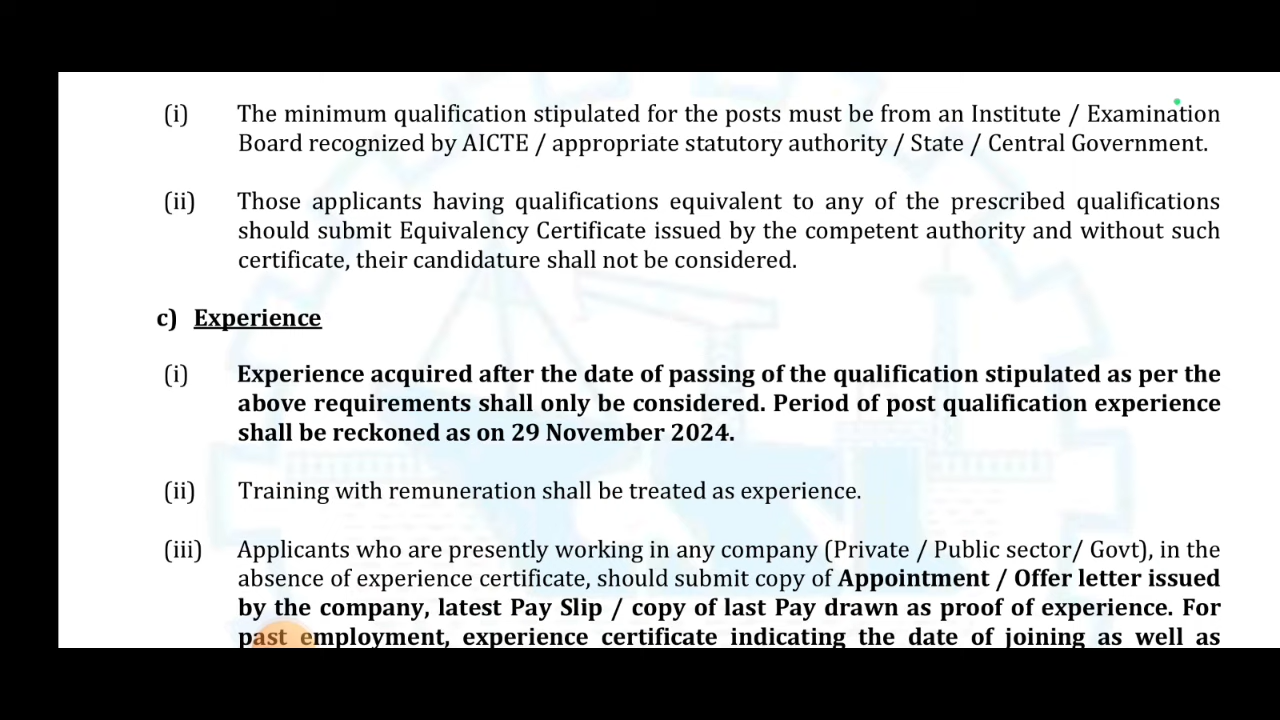 (i) The minimum qualification stipulated for the posts must be from an Institute / Examination
Board recognized by AICTE / appropriate statutory authority / State / Central Government.
(ii) Those applicants having qualifications equivalent to any of the prescribed qualifications
should submit Equivalency Certificate issued by the competent authority and without such
certificate, their candidature shall not be considered.
c) Experience
(i) Experience acquired after the date of passing of the qualification stipulated as per the
above requirements shall only be considered. Period of post qualification experience
shall be reckoned as on 29 November 2024.
(ii) Training with remuneration shall be treated as experience.
(iii) Applicants who are presently working in any company (Private / Public sector/ Govt), in the
absence of experience certificate, should submit copy of Appointment / Offer letter issued
by the company, latest Pay Slip / copy of last Pay drawn as proof of experience. For
past employment, experience certificate indicating the date of joining as well as